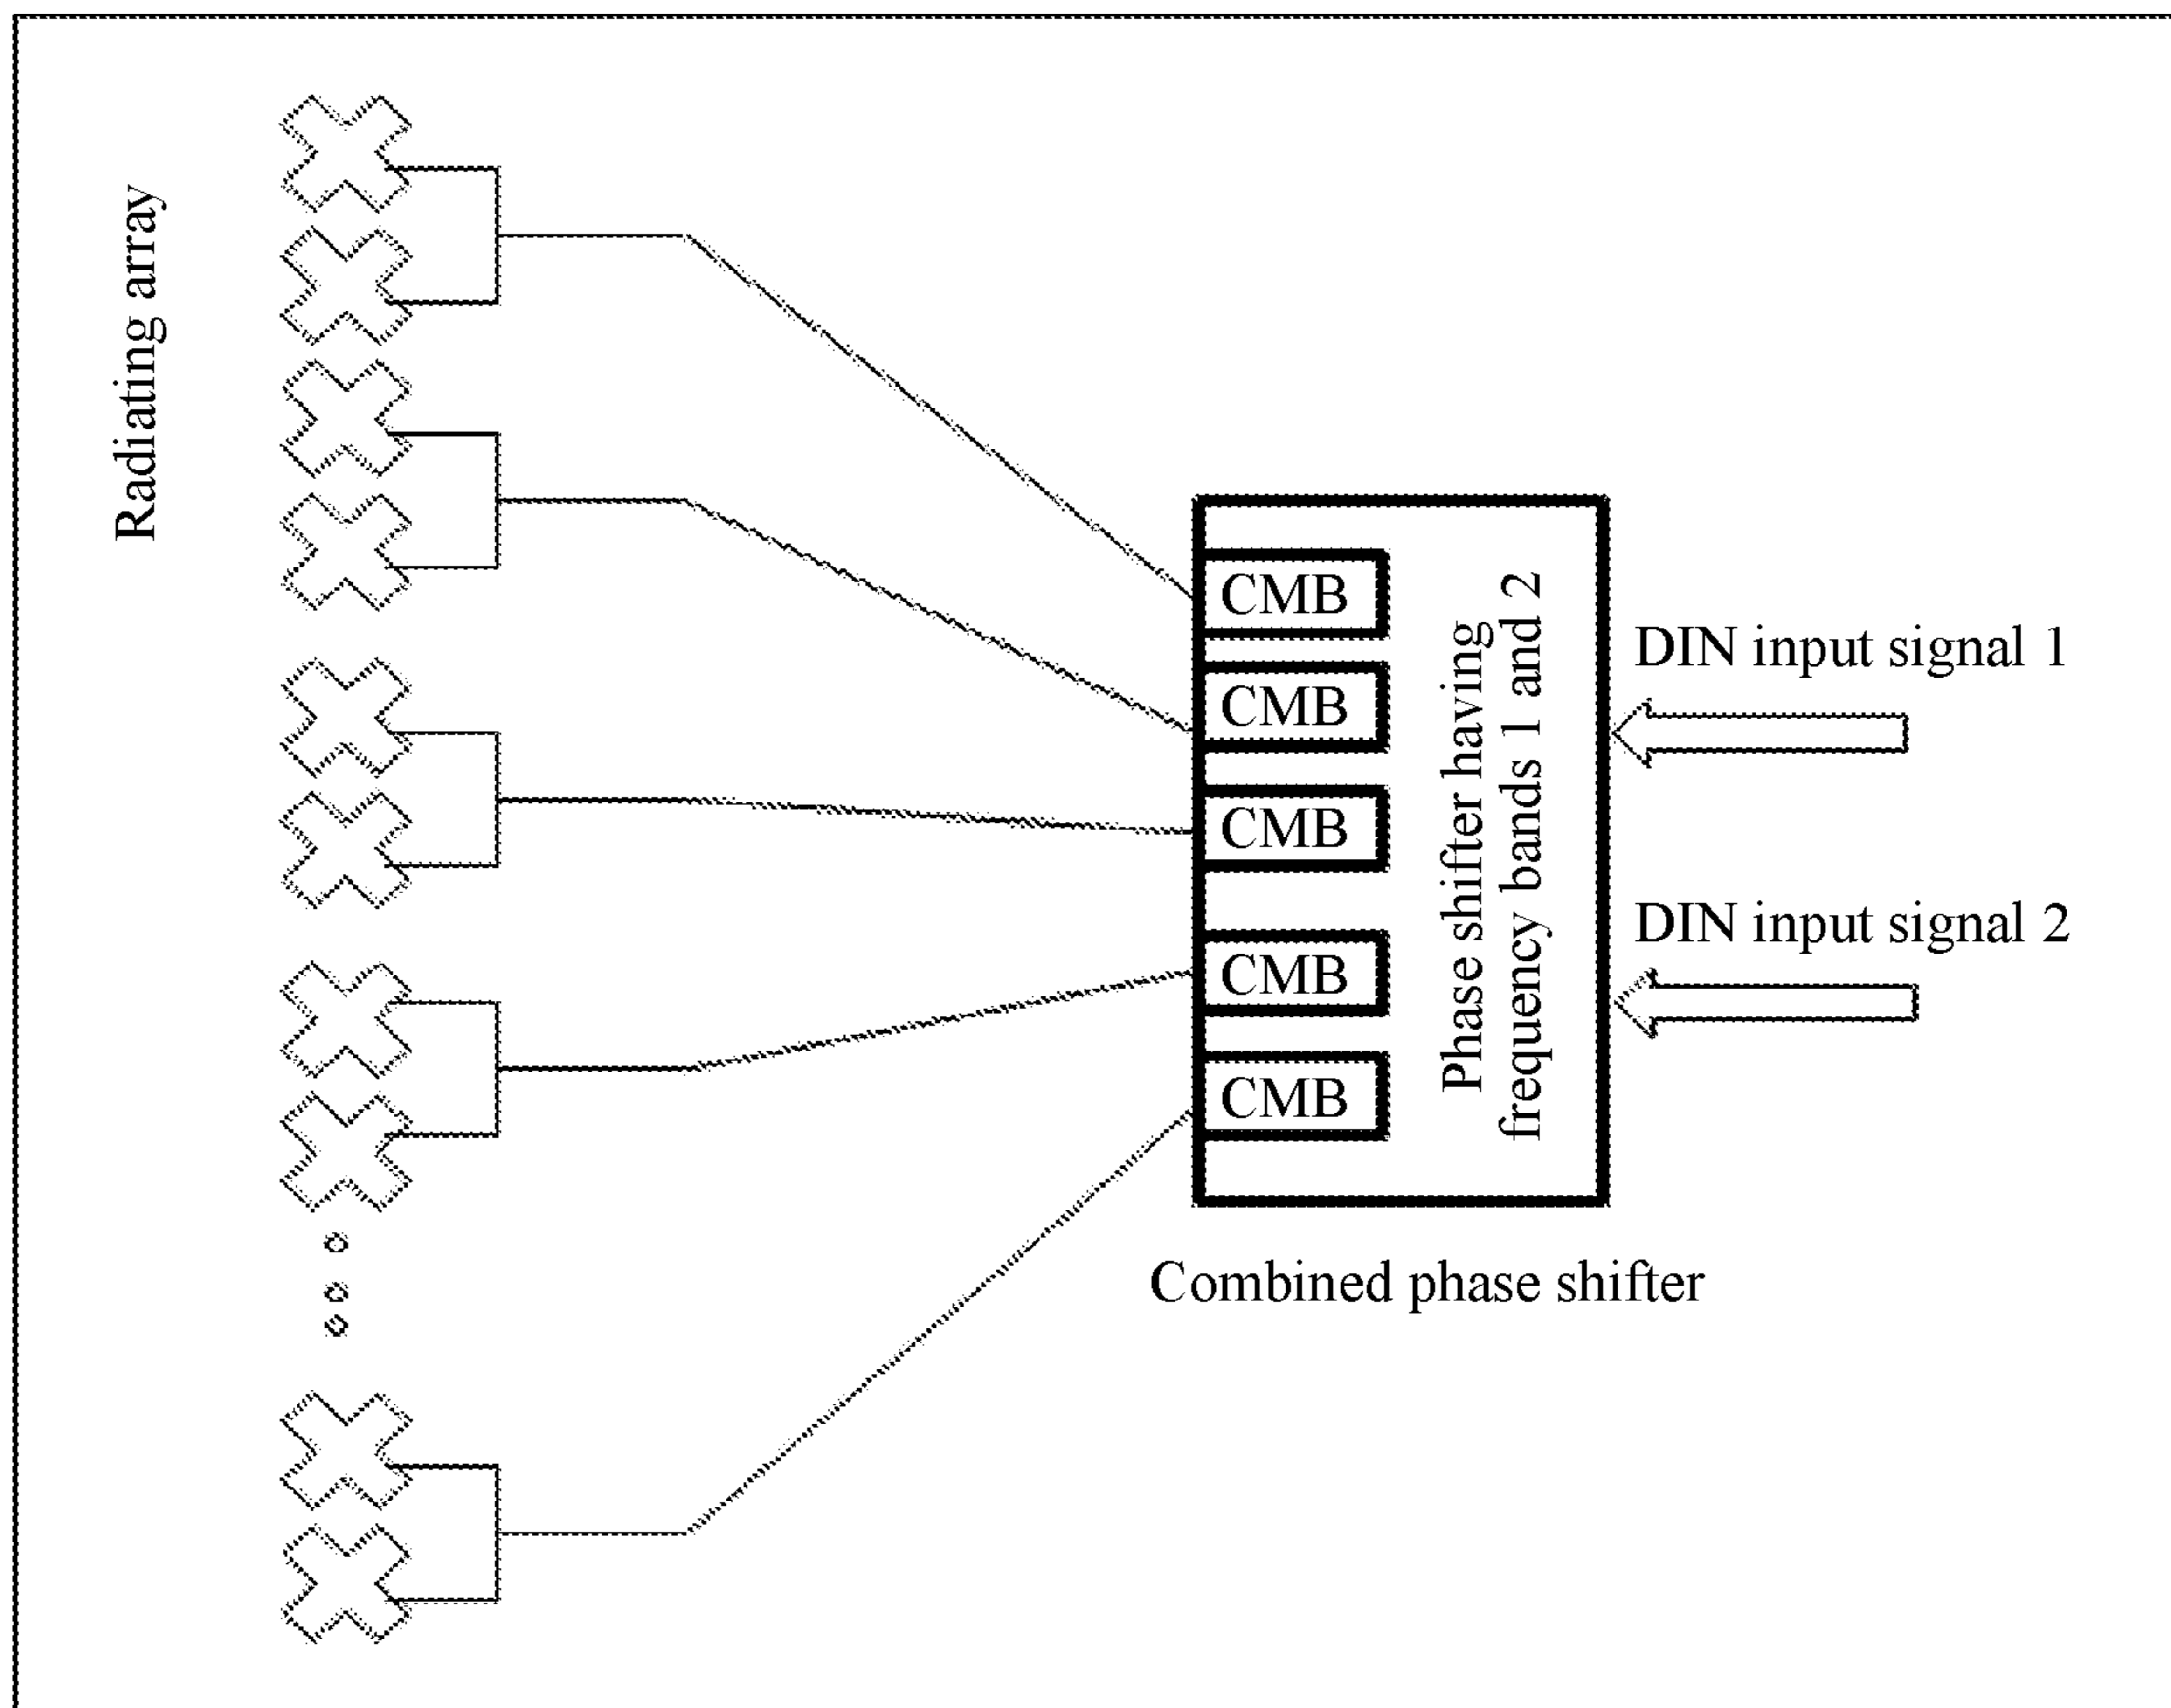 Radiating array
CMB
CMB
CMB
CMB
CMB
Phase shifter having
frequency bands 1 and 2
DIN input signal 1
DIN input signal 2
Combined phase shifter